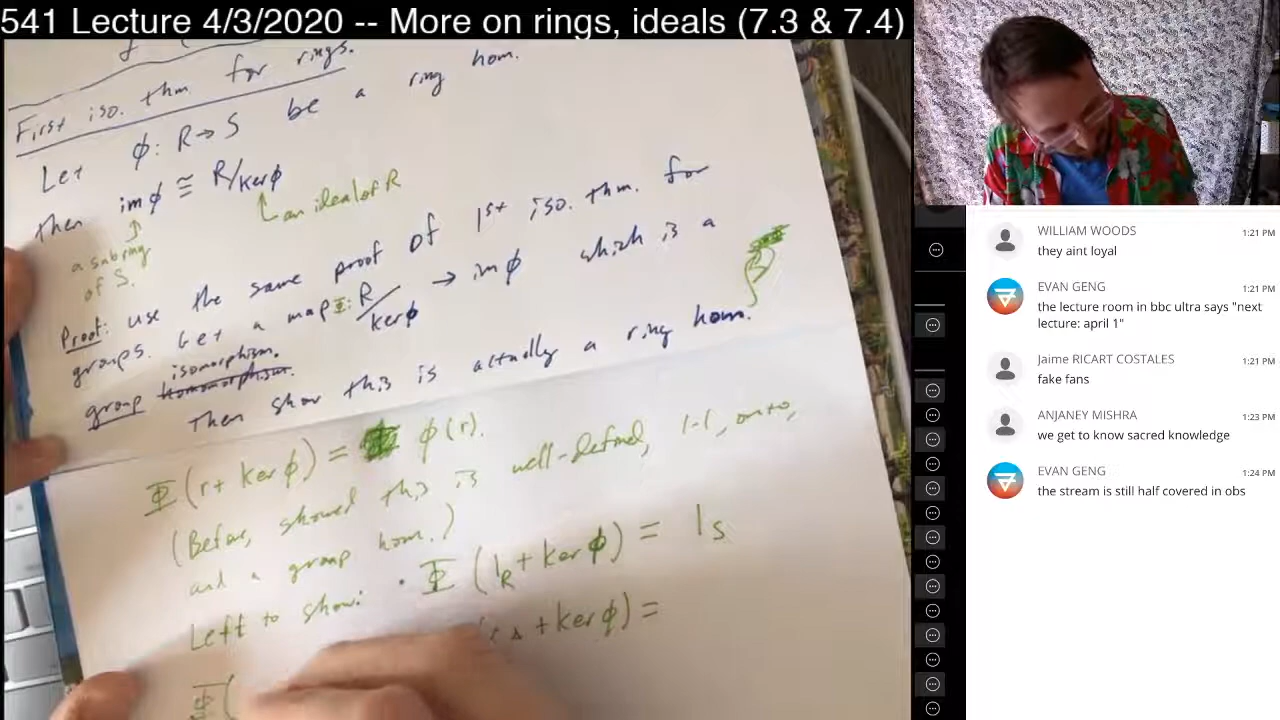 541 Lecture 4/3/2020 -- More on rings, ideals (7.3 & 7.4)
First iso. thm for rings.
Let φ: R→S be a ring hom.
then im φ ≅ R/ker φ
an ideal of R
a subring
of S.
Proof: use the same proof of 1st iso. thm. for
groups. Get a map Φ: R/ker φ → im φ which is a
group isomorphism.
Then show this is actually a ring hom.
Φ(r + ker φ) = φ(r).
(Before, showed this is well-defined, 1-1, onto,
and a group hom.)
Left to show: · Φ(1_R + ker φ) = 1_S
+ ker φ) =
Φ(
WILLIAM WOODS 1:21 PM
they aint loyal
EVAN GENG 1:21 PM
the lecture room in bbc ultra says "next
lecture: april 1"
Jaime RICART COSTALES 1:21 PM
fake fans
ANJANEY MISHRA 1:23 PM
we get to know sacred knowledge
EVAN GENG 1:24 PM
the stream is still half covered in obs